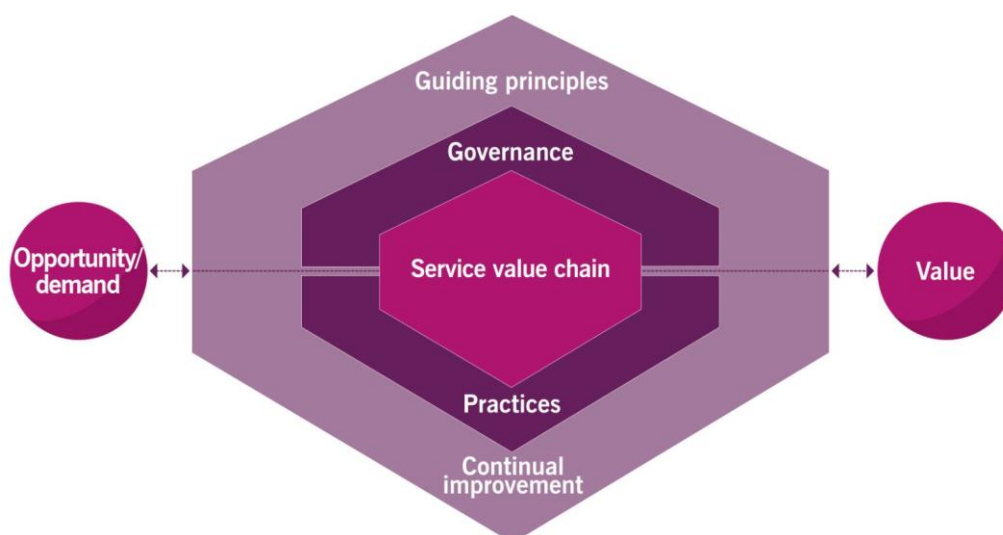 Guiding principles
Governance
Opportunity/
demand
Service value chain
Value
Practices
Continual
improvement